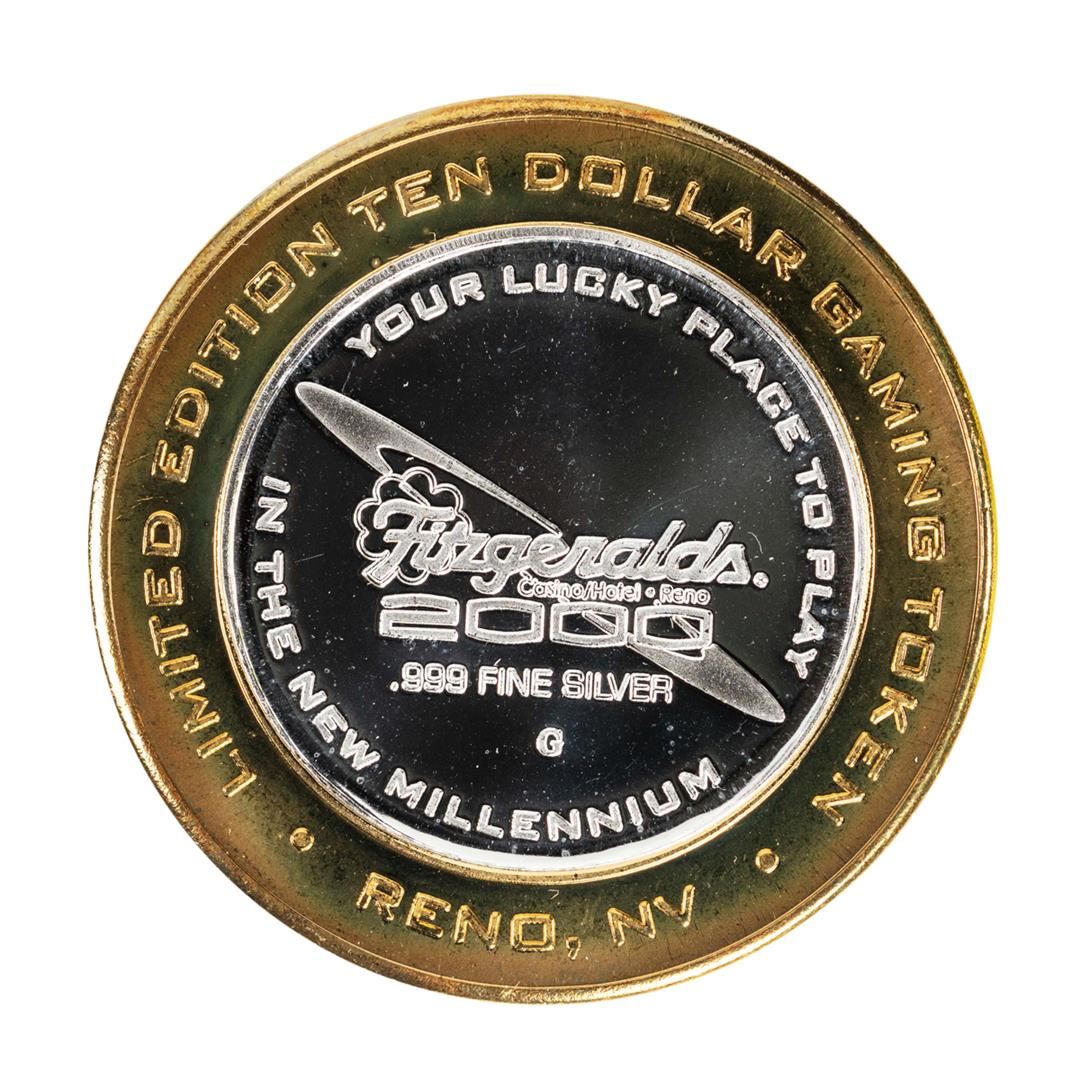 LIMITED EDITION TEN DOLLAR GAMING TOKEN
• RENO, NV •
YOUR LUCKY PLACE TO PLAY
IN THE NEW MILLENNIUM
Fitzgeralds®
Casino/Hotel • Reno
2000
.999 FINE SILVER
G